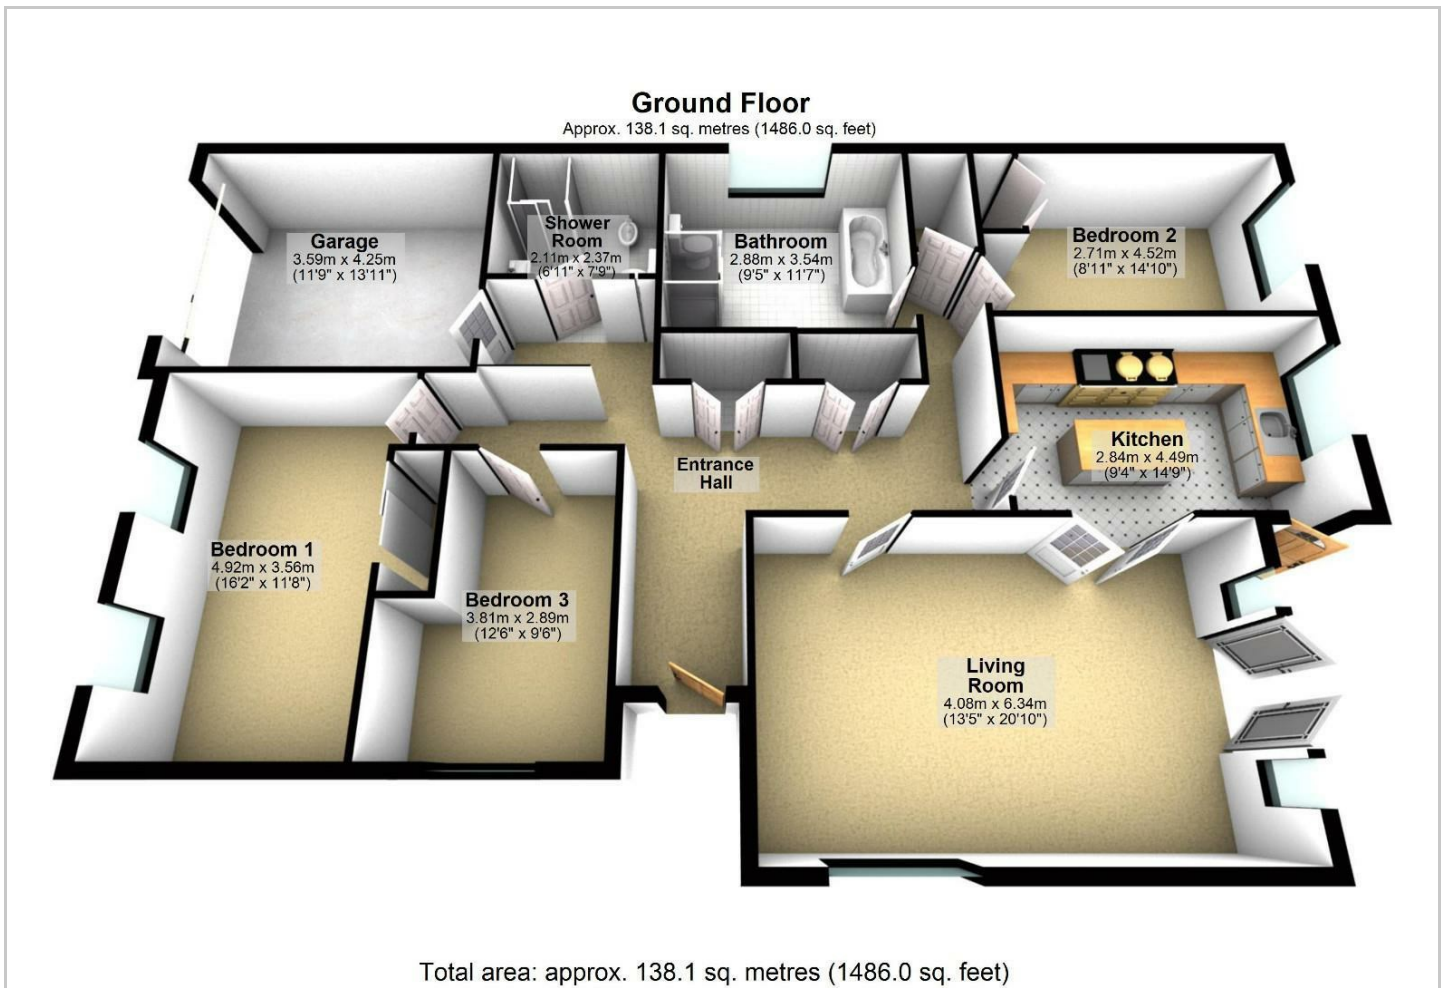 Ground Floor
Approx. 138.1 sq. metres (1486.0 sq. feet)
Garage
3.59m x 4.25m
(11'9" x 13'11")
Shower
Room
2.11m x 2.37m
(6'11" x 7'9")
Bathroom
2.88m x 3.54m
(9'5" x 11'7")
Bedroom 2
2.71m x 4.52m
(8'11" x 14'10")
Kitchen
2.84m x 4.49m
(9'4" x 14'9")
Entrance
Hall
Bedroom 1
4.92m x 3.56m
(16'2" x 11'8")
Bedroom 3
3.81m x 2.89m
(12'6" x 9'6")
Living
Room
4.08m x 6.34m
(13'5" x 20'10")
Total area: approx. 138.1 sq. metres (1486.0 sq. feet)